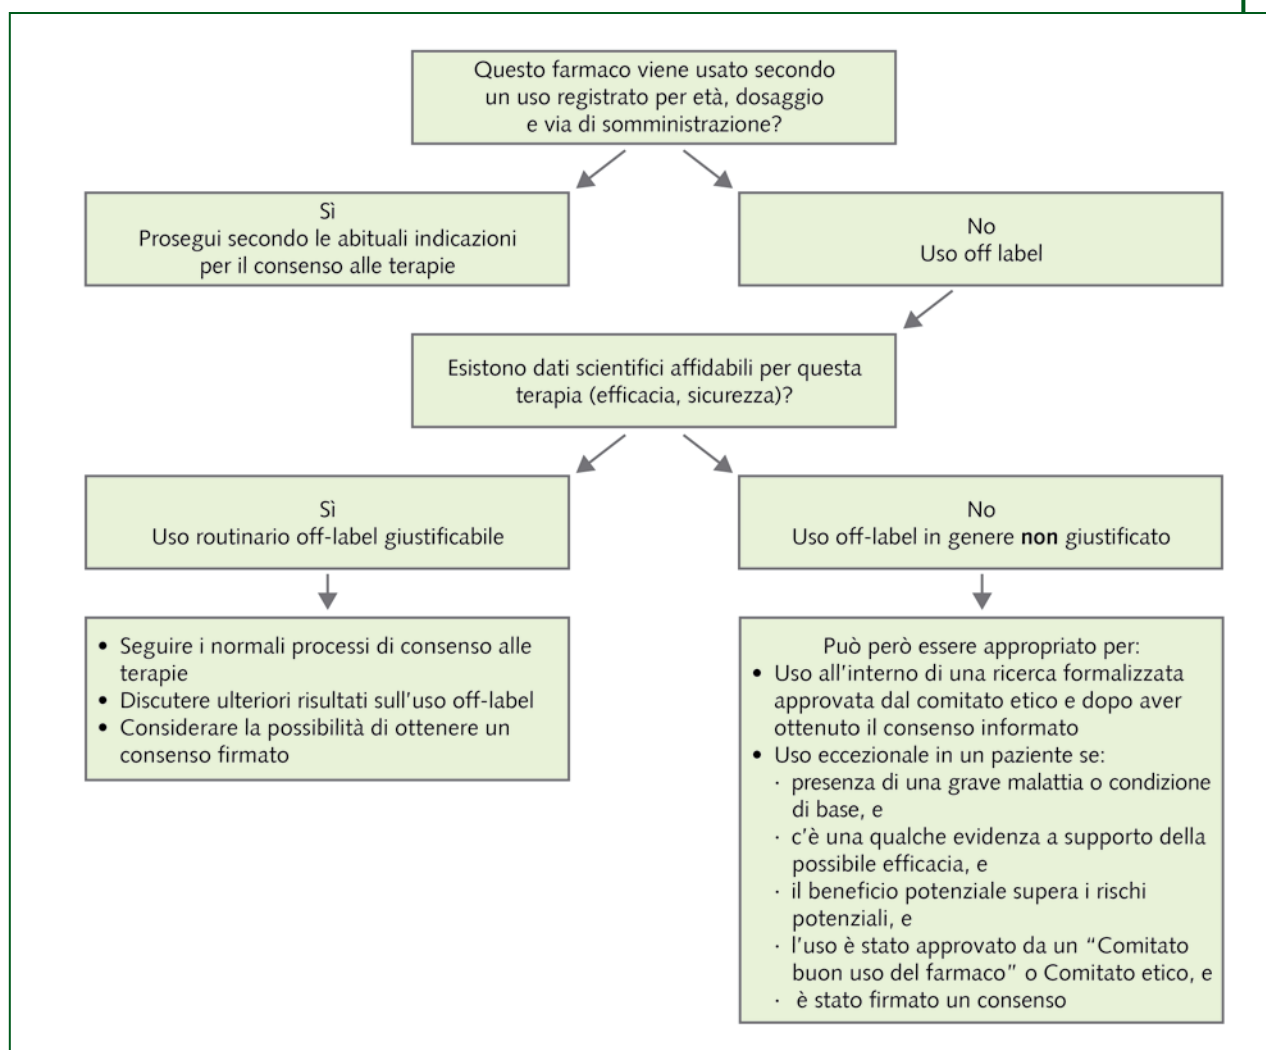 Questo farmaco viene usato secondo
un uso registrato per età, dosaggio
e via di somministrazione?
Sì
Prosegui secondo le abituali indicazioni
per il consenso alle terapie
No
Uso off label
Esistono dati scientifici affidabili per questa
terapia (efficacia, sicurezza)?
Sì
Uso routinario off-label giustificabile
No
Uso off-label in genere non giustificato
• Seguire i normali processi di consenso alle
terapie
• Discutere ulteriori risultati sull'uso off-label
• Considerare la possibilità di ottenere un
consenso firmato
Può però essere appropriato per:
• Uso all'interno di una ricerca formalizzata
approvata dal comitato etico e dopo aver
ottenuto il consenso informato
• Uso eccezionale in un paziente se:
· presenza di una grave malattia o condizione
di base, e
· c'è una qualche evidenza a supporto della
possibile efficacia, e
· il beneficio potenziale supera i rischi
potenziali, e
· l'uso è stato approvato da un "Comitato
buon uso del farmaco" o Comitato etico, e
· è stato firmato un consenso